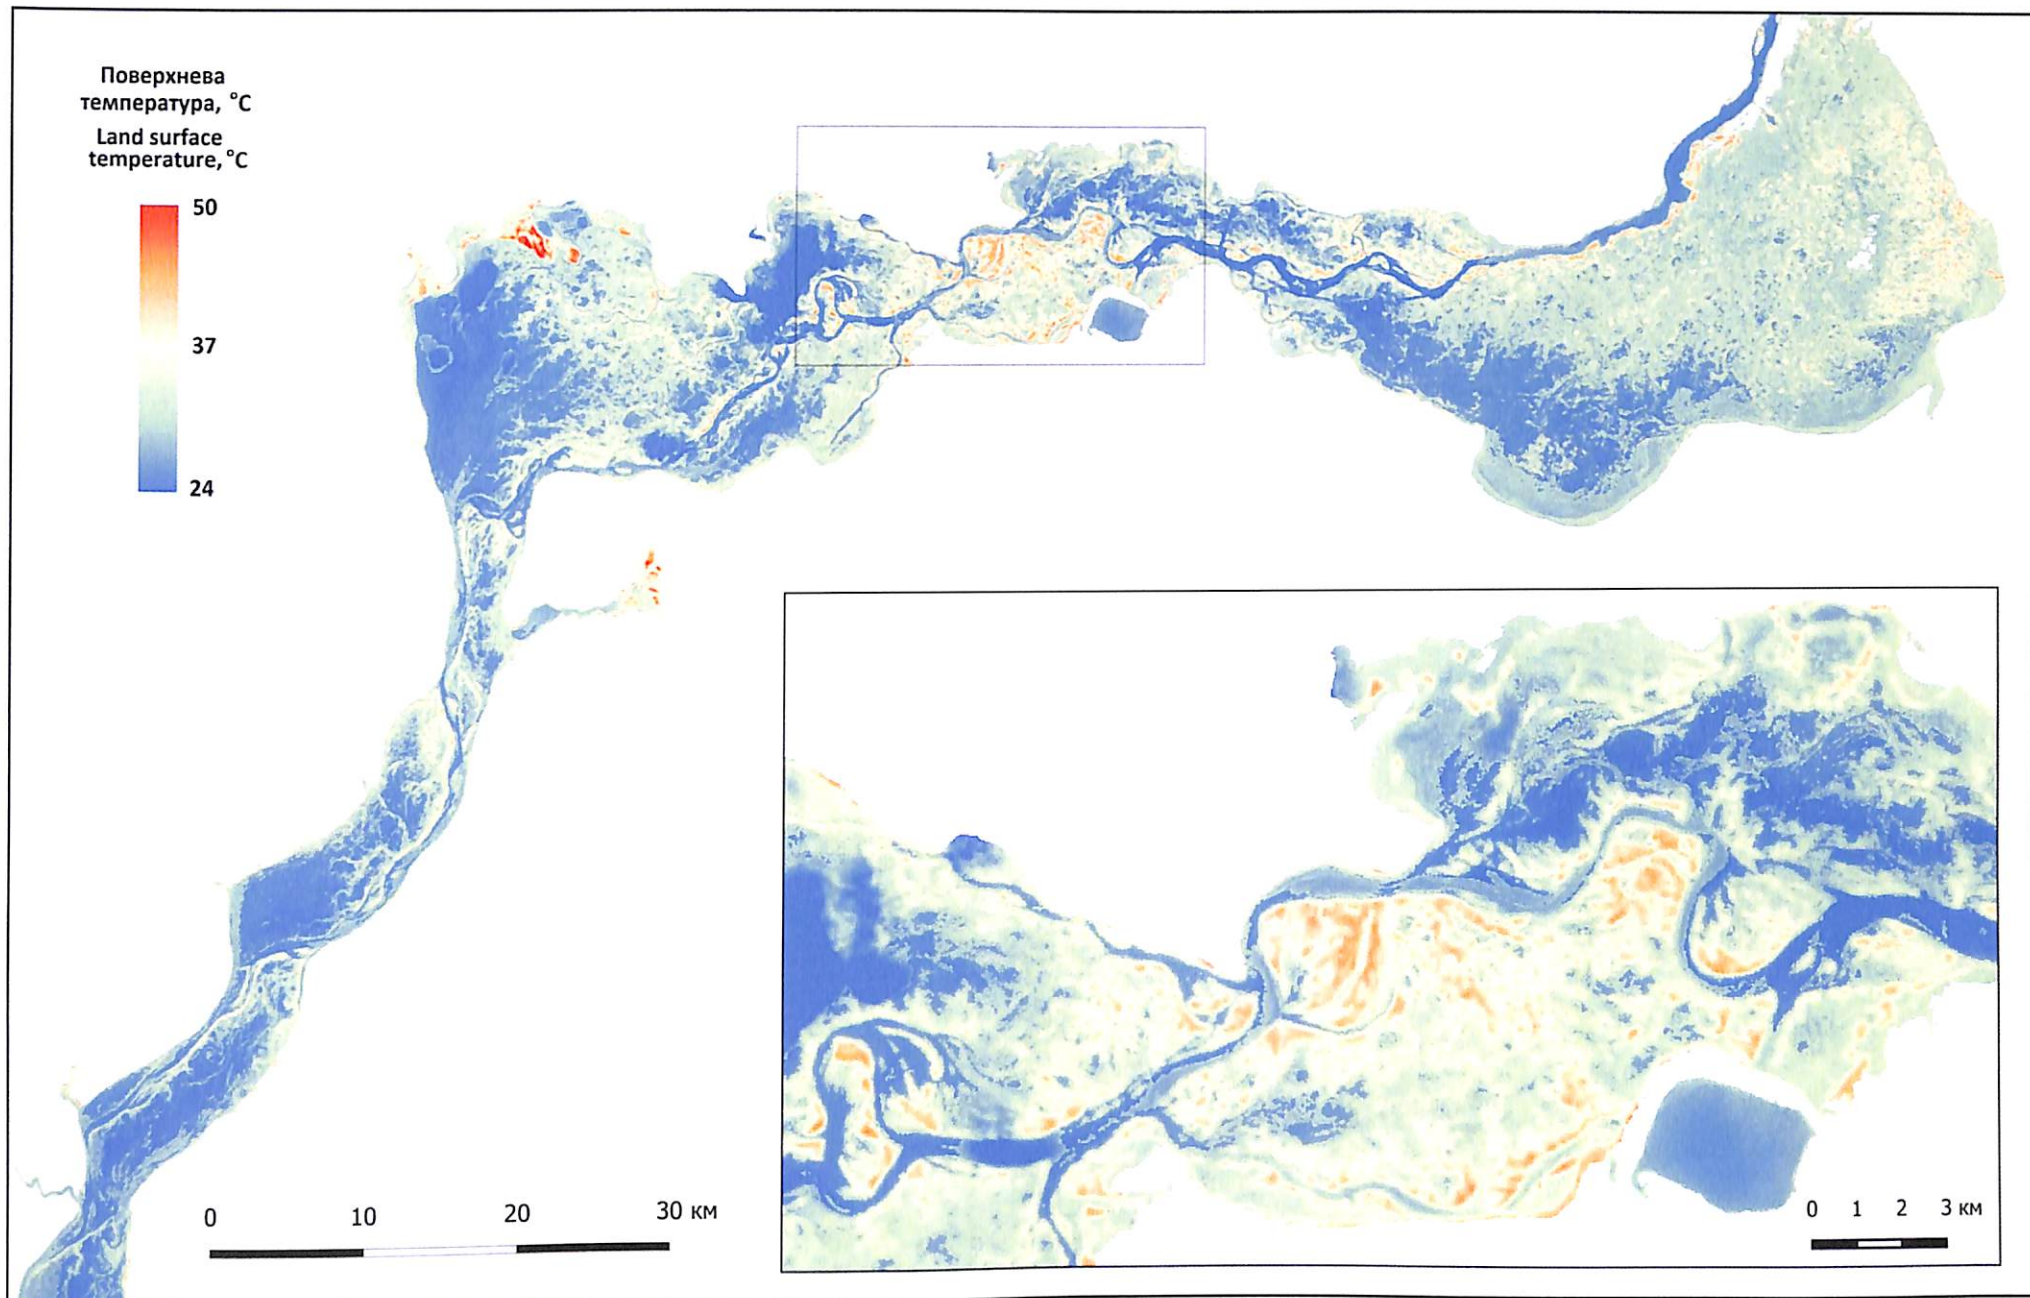 Поверхнева
температура, °C
Land surface
temperature, °C
50
37
24
0 10 20 30 км
0 1 2 3 км